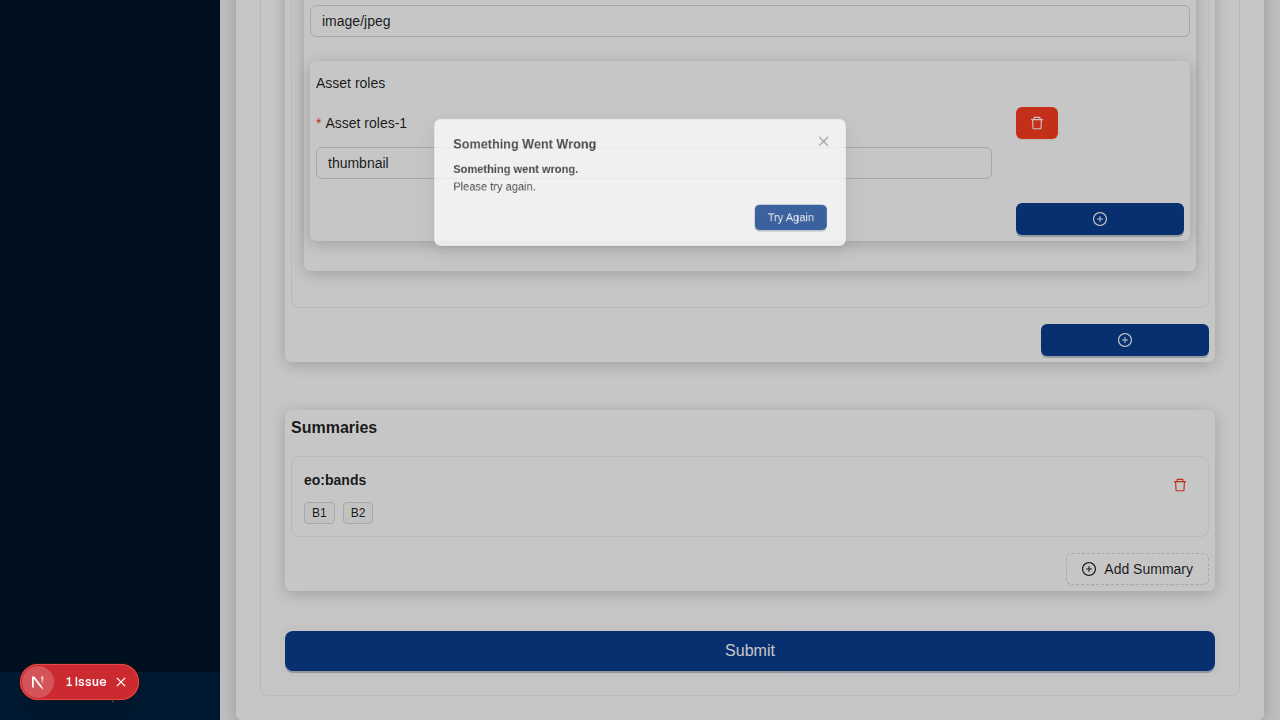 image/jpeg
Asset roles
* Asset roles-1
thumbnail
Something Went Wrong
Something went wrong.
Please try again.
Try Again
Summaries
eo:bands
B1 B2
Add Summary
Submit
N 1 Issue